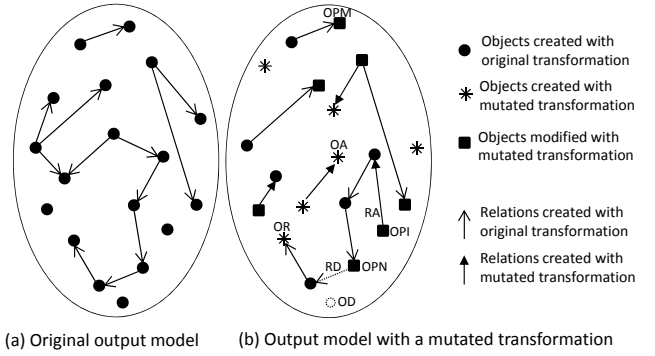 OPM
OA
RA
OR
OPI
RD OPN
OD
Objects created with
original transformation
Objects created with
mutated transformation
Objects modified with
mutated transformation
Relations created with
original transformation
Relations created with
mutated transformation
(a) Original output model
(b) Output model with a mutated transformation